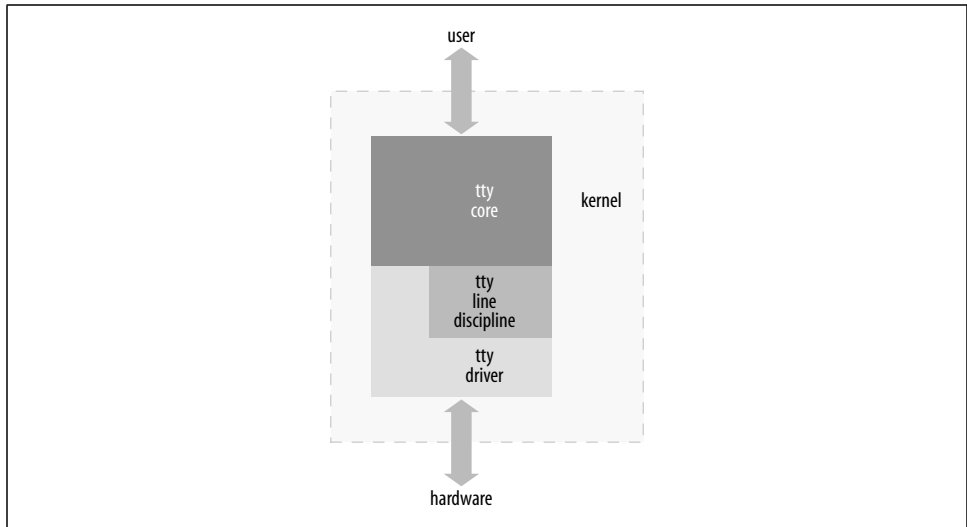 user
tty
core
kernel
tty
line
discipline
tty
driver
hardware